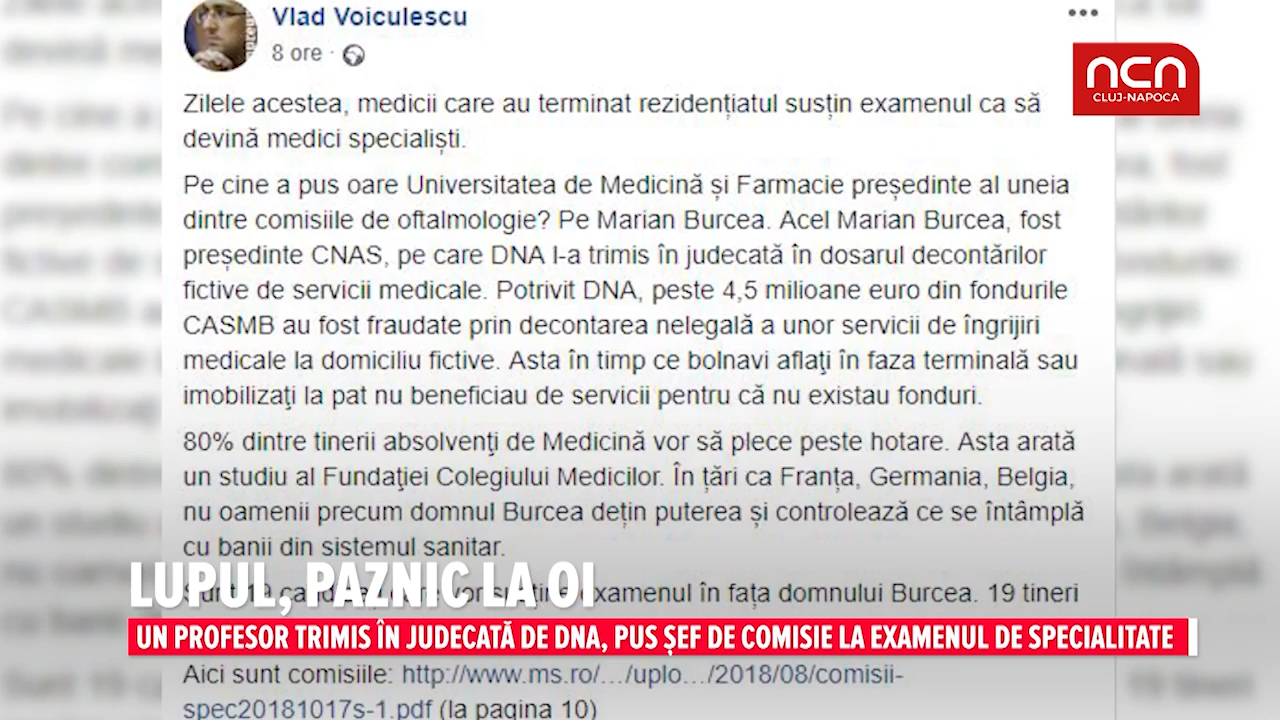 Vlad Voiculescu
8 ore ·
ncn
CLUJ-NAPOCA
Zilele acestea, medicii care au terminat rezidențiatul susțin examenul ca să
devină medici specialiști.
Pe cine a pus oare Universitatea de Medicină și Farmacie președinte al uneia
dintre comisiile de oftalmologie? Pe Marian Burcea. Acel Marian Burcea, fost
președinte CNAS, pe care DNA l-a trimis în judecată în dosarul decontărilor
fictive de servicii medicale. Potrivit DNA, peste 4,5 milioane euro din fondurile
CASMB au fost fraudate prin decontarea nelegală a unor servicii de îngrijiri
medicale la domiciliu fictive. Asta în timp ce bolnavi aflaţi în faza terminală sau
imobilizaţi la pat nu beneficiau de servicii pentru că nu existau fonduri.
80% dintre tinerii absolvenţi de Medicină vor să plece peste hotare. Asta arată
un studiu al Fundaţiei Colegiului Medicilor. În țări ca Franța, Germania, Belgia,
nu oamenii precum domnul Burcea dețin puterea și controlează ce se întâmplă
cu banii din sistemul sanitar.
LUPUL, PAZNIC LA OI
examenul în fața domnului Burcea. 19 tineri
UN PROFESOR TRIMIS ÎN JUDECATĂ DE DNA, PUS ȘEF DE COMISIE LA EXAMENUL DE SPECIALITATE
Aici sunt comisiile: http://www.ms.ro/.../uplo.../2018/08/comisii-
spec20181017s-1.pdf (la pagina 10)